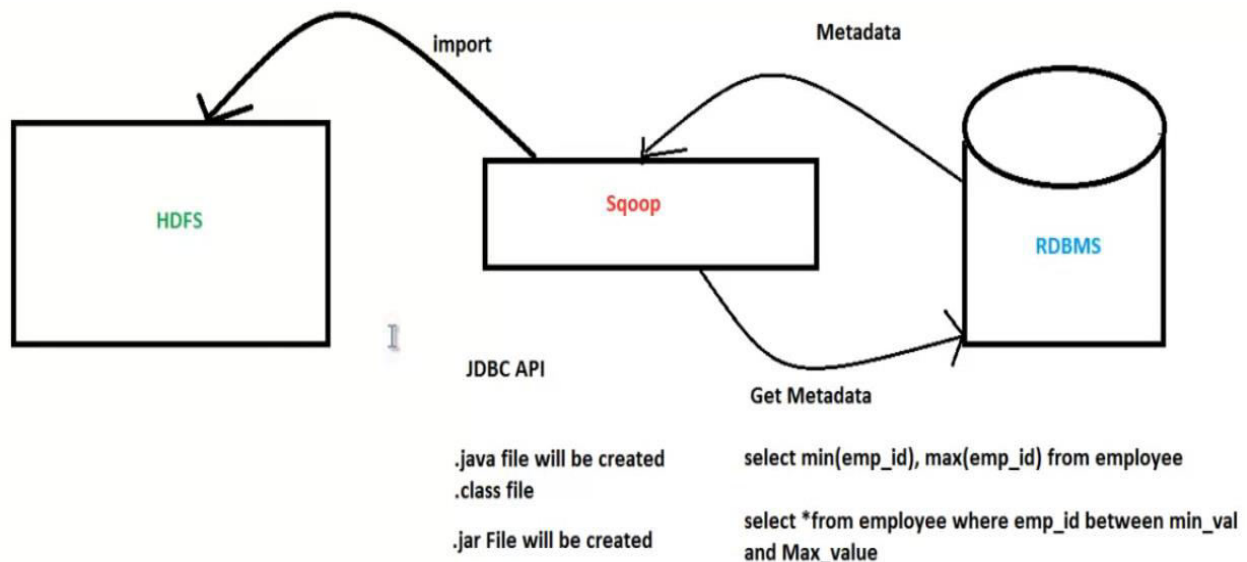 import
Metadata
HDFS
Sqoop
RDBMS
JDBC API
Get Metadata
.java file will be created
.class file
.jar File will be created
select min(emp_id), max(emp_id) from employee
select *from employee where emp_id between min_val
and Max_value